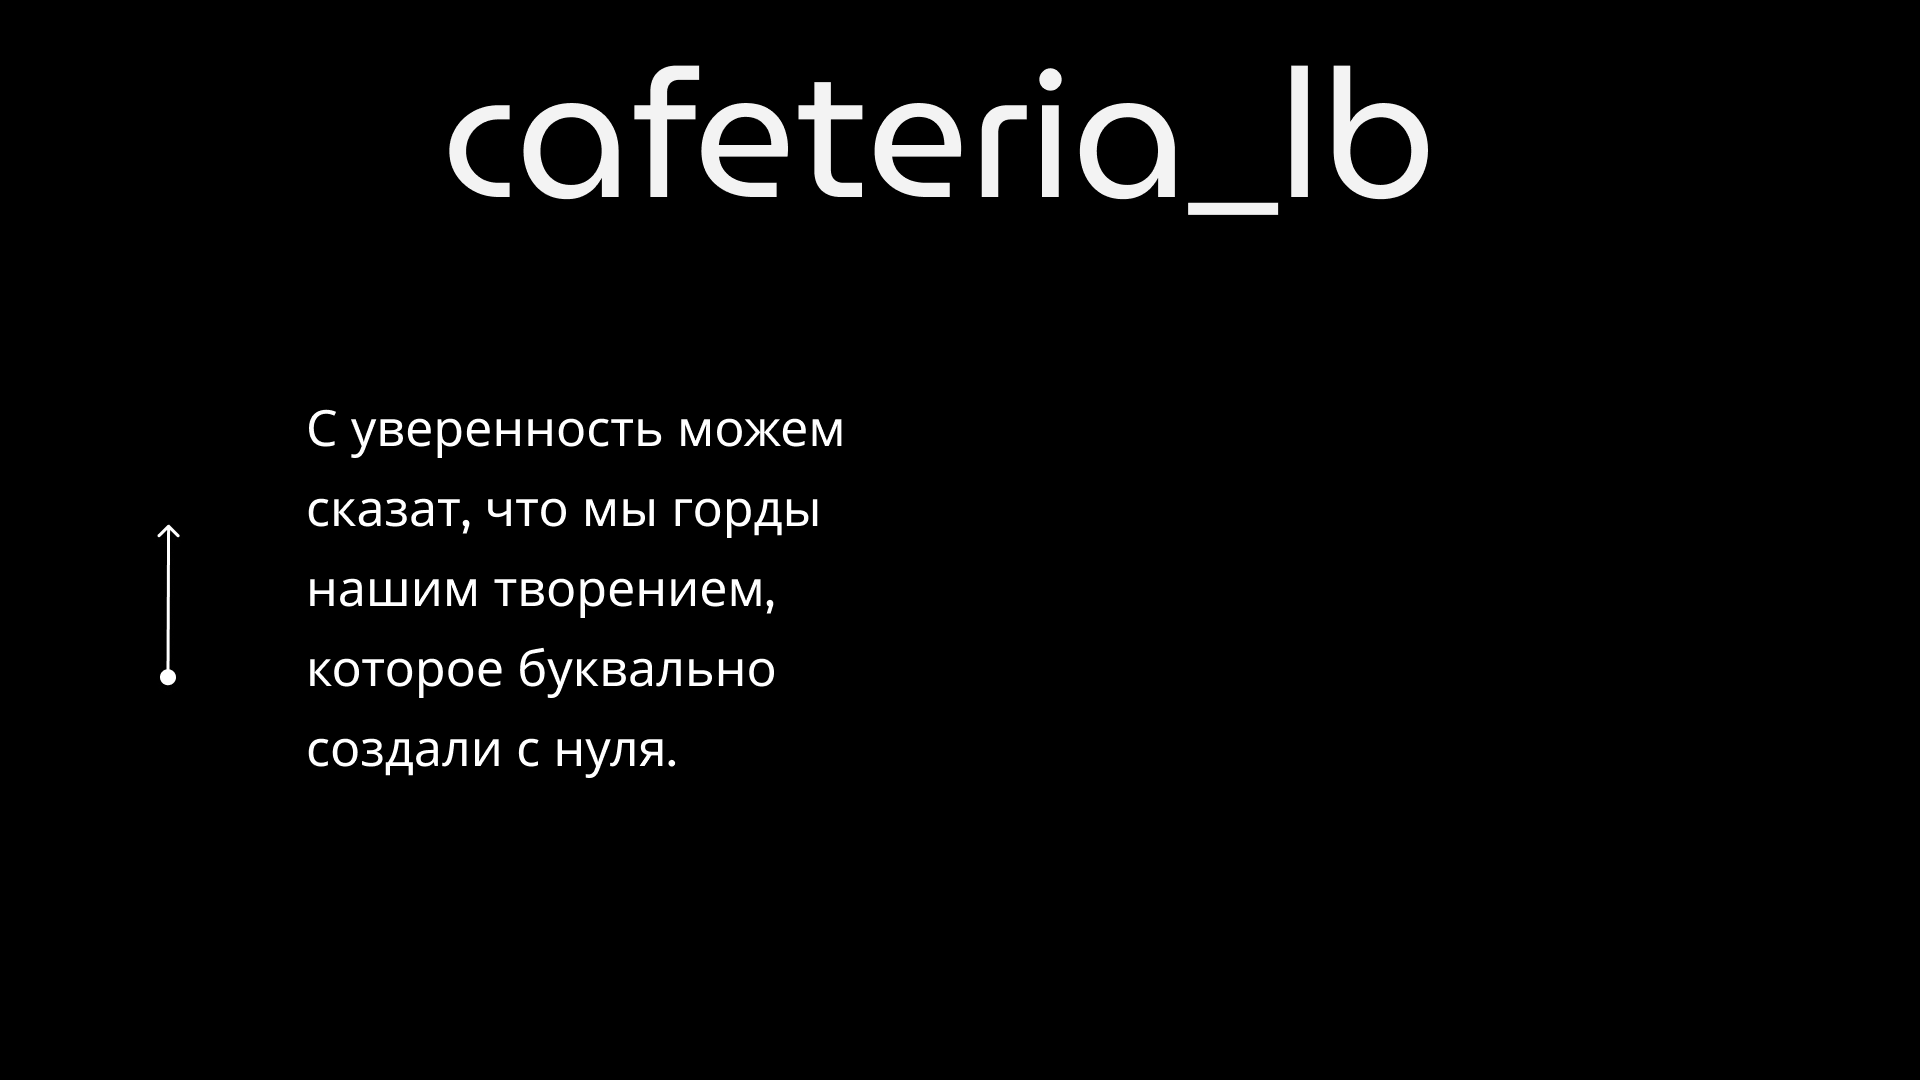 cafeteria_lb
С уверенность можем
сказат, что мы горды
нашим творением,
которое буквально
создали с нуля.